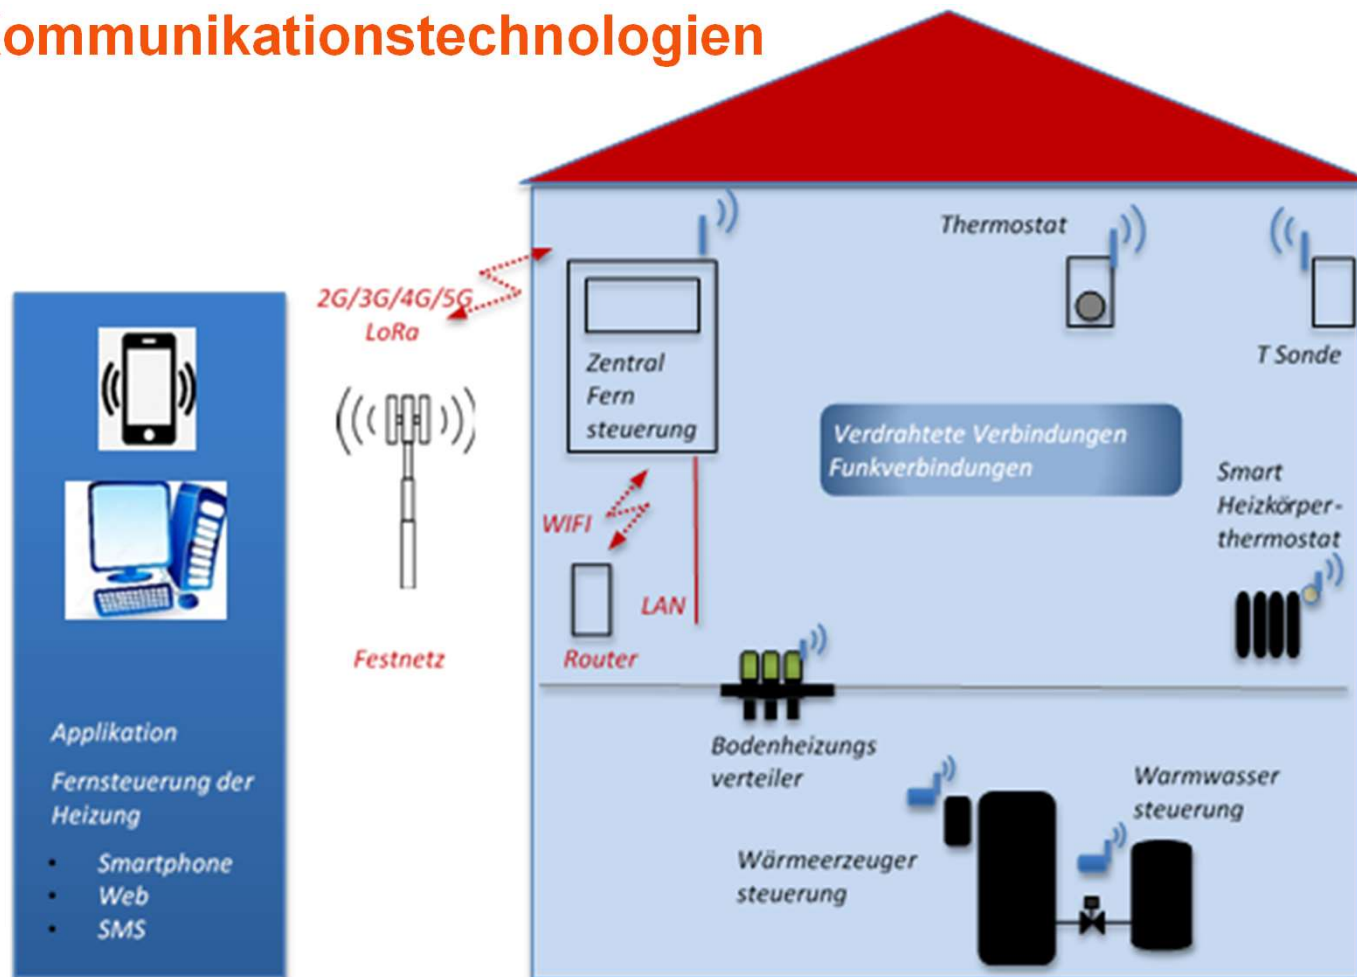 ommunikationstechnologien
Thermostat
2G/3G/4G/5G
LoRa
Zentral
Fern
steuerung
T Sonde
Verdrahtete Verbindungen
Funkverbindungen
Smart
Heizkörper-
thermostat
WIFI
LAN
Festnetz
Router
Applikation
Fernsteuerung der
Heizung
• Smartphone
• Web
• SMS
Bodenheizungs
verteiler
Warmwasser
steuerung
Wärmeerzeuger
steuerung